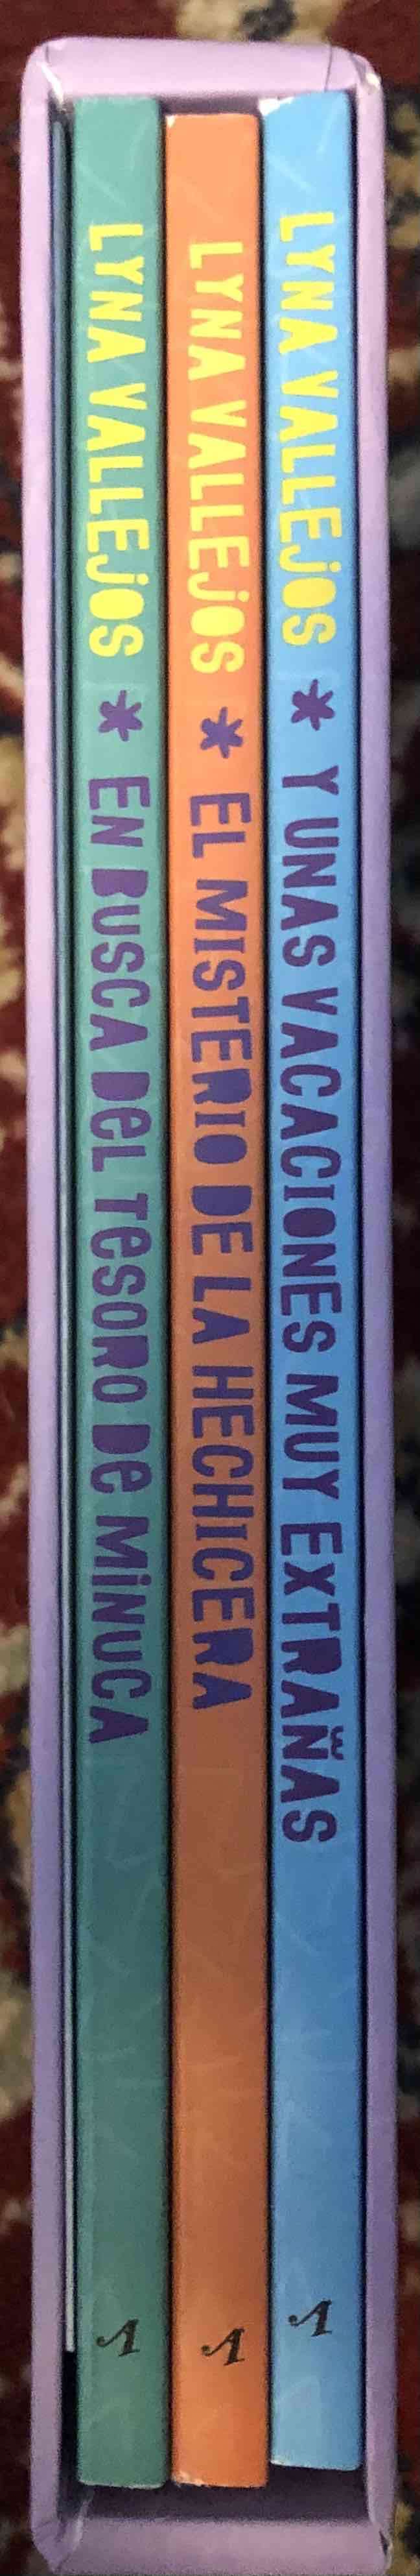 LYNA VALLEJOS * EN BUSCA DEL TESORO DE MINUCA
LYNA VALLEJOS * EL MISTERIO DE LA HECHICERA
LYNA VALLEJOS * Y UNAS VACACIONES MUY EXTRAÑAS